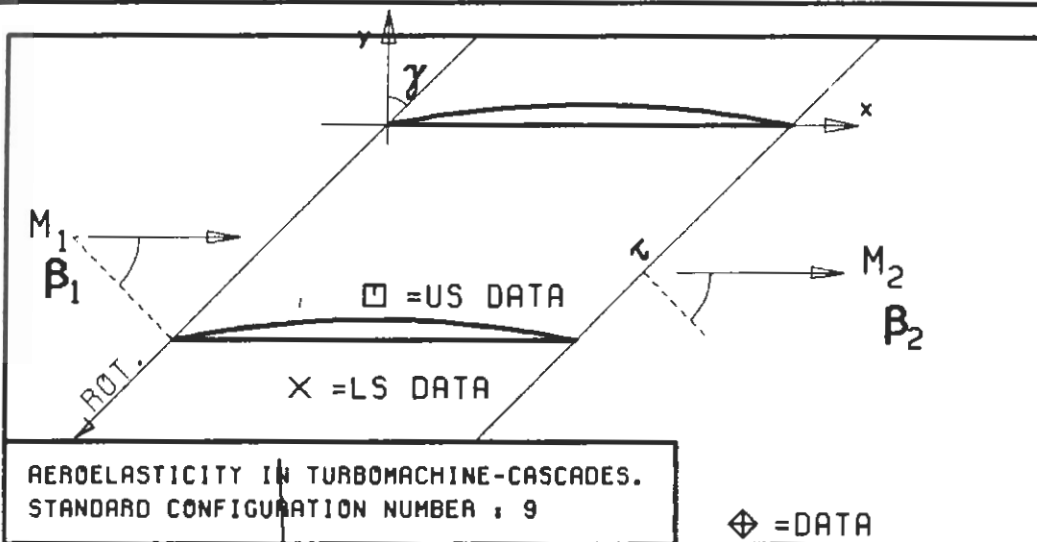 y
γ
x
M1
β1
τ
M2
β2
=US DATA
=LS DATA
ROT.
AEROELASTICITY IN TURBOMACHINE-CASCADES.
STANDARD CONFIGURATION NUMBER : 9
=DATA